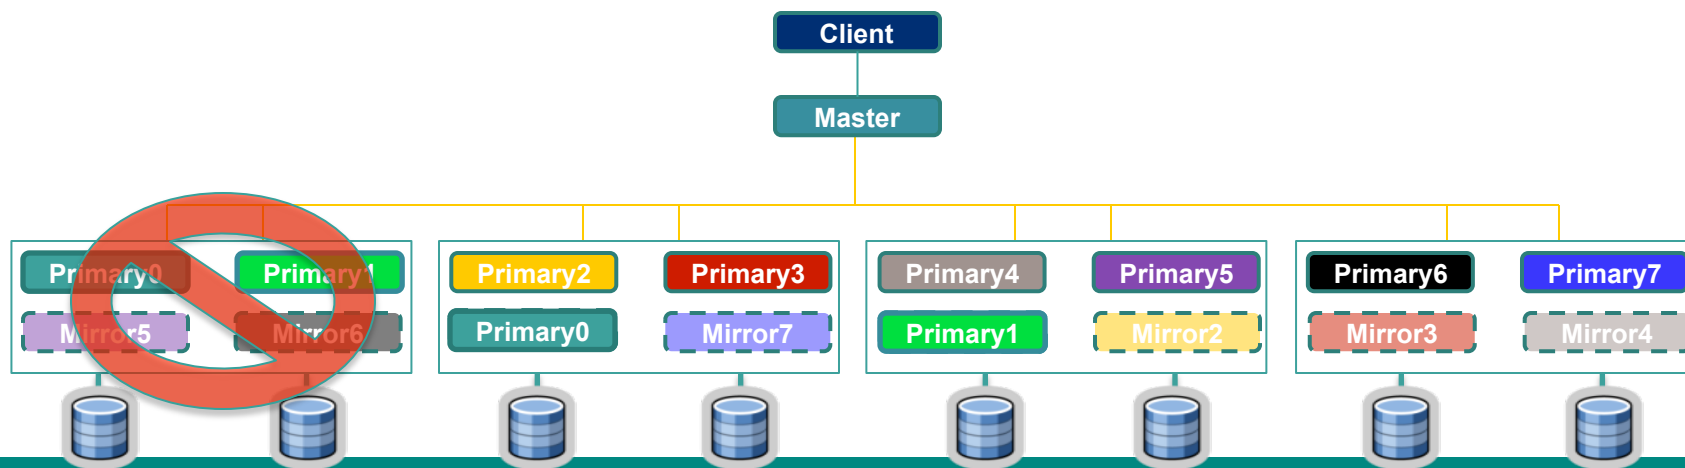 Client
Master
Primary0 Primary1 Primary2 Primary3 Primary4 Primary5 Primary6 Primary7
Mirror5 Mirror6 Primary0 Mirror7 Primary1 Mirror2 Mirror3 Mirror4